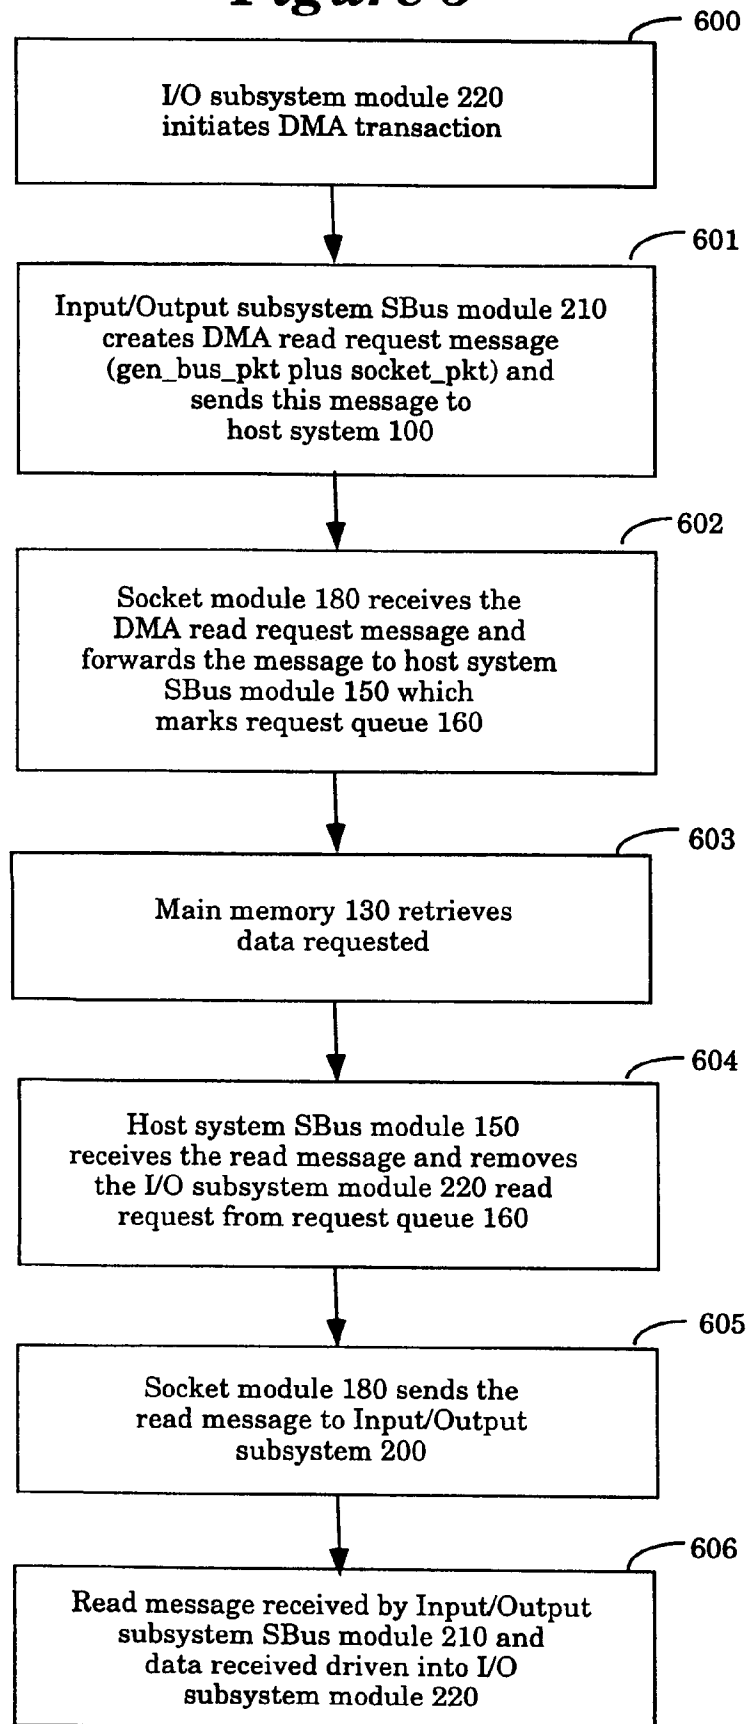 600
I/O subsystem module 220
initiates DMA transaction
601
Input/Output subsystem SBus module 210
creates DMA read request message
(gen_bus_pkt plus socket_pkt) and
sends this message to
host system 100
602
Socket module 180 receives the
DMA read request message and
forwards the message to host system
SBus module 150 which
marks request queue 160
603
Main memory 130 retrieves
data requested
604
Host system SBus module 150
receives the read message and removes
the I/O subsystem module 220 read
request from request queue 160
605
Socket module 180 sends the
read message to Input/Output
subsystem 200
606
Read message received by Input/Output
subsystem SBus module 210 and
data received driven into I/O
subsystem module 220